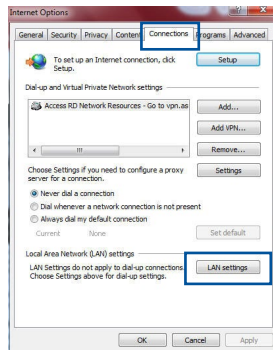 Internet Options
General Security Privacy Content Connections Programs Advanced
To set up an Internet connection, click
Setup.
Setup
Dial-up and Virtual Private Network settings
Access RD Network Resources - Go to vpn.as
Add...
Add VPN...
Remove...
Choose Settings if you need to configure a proxy
server for a connection.
Settings
Never dial a connection
Dial whenever a network connection is not present
Always dial my default connection
Current None
Set default
Local Area Network (LAN) settings
LAN Settings do not apply to dial-up connections.
Choose Settings above for dial-up settings.
LAN settings
OK Cancel Apply